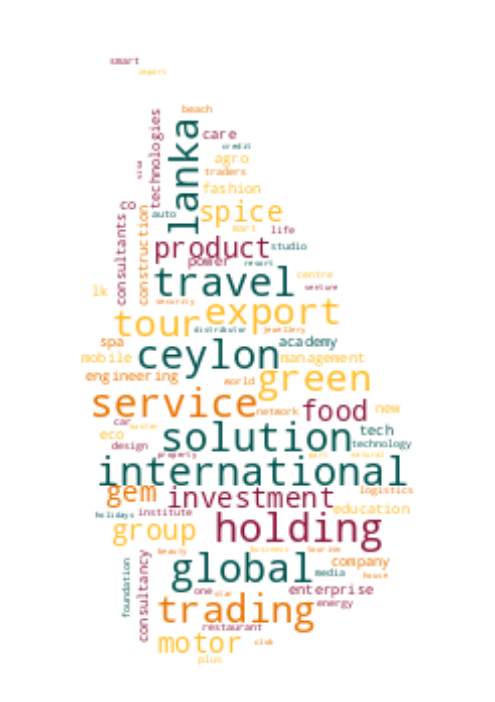 smart
import
beach
technologies
lanka
care
credit
visa
agro
traders
fashion
co
auto
spice
consultants
construction
mart
life
product
studio
power
resort
travel
centre
venture
lk
security
export
tour
distributor
jewellery
spa
academy
mobile
ceylon
management
engineering
world
green
service
network
food
new
car
master
eco
solution
tech
design
technology
property
part
natural
international
gem
investment
logistics
holidays
institute
education
group
holding
beauty
business
tourism
global
company
media
house
foundation
consultancy
one
star
enterprise
trading
energy
restaurant
motor
club
plus